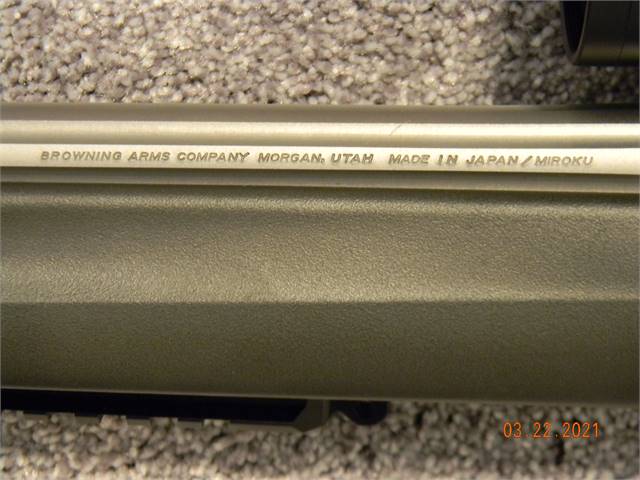 BROWNING ARMS COMPANY MORGAN, UTAH MADE IN JAPAN/MIROKU
03.22.2021